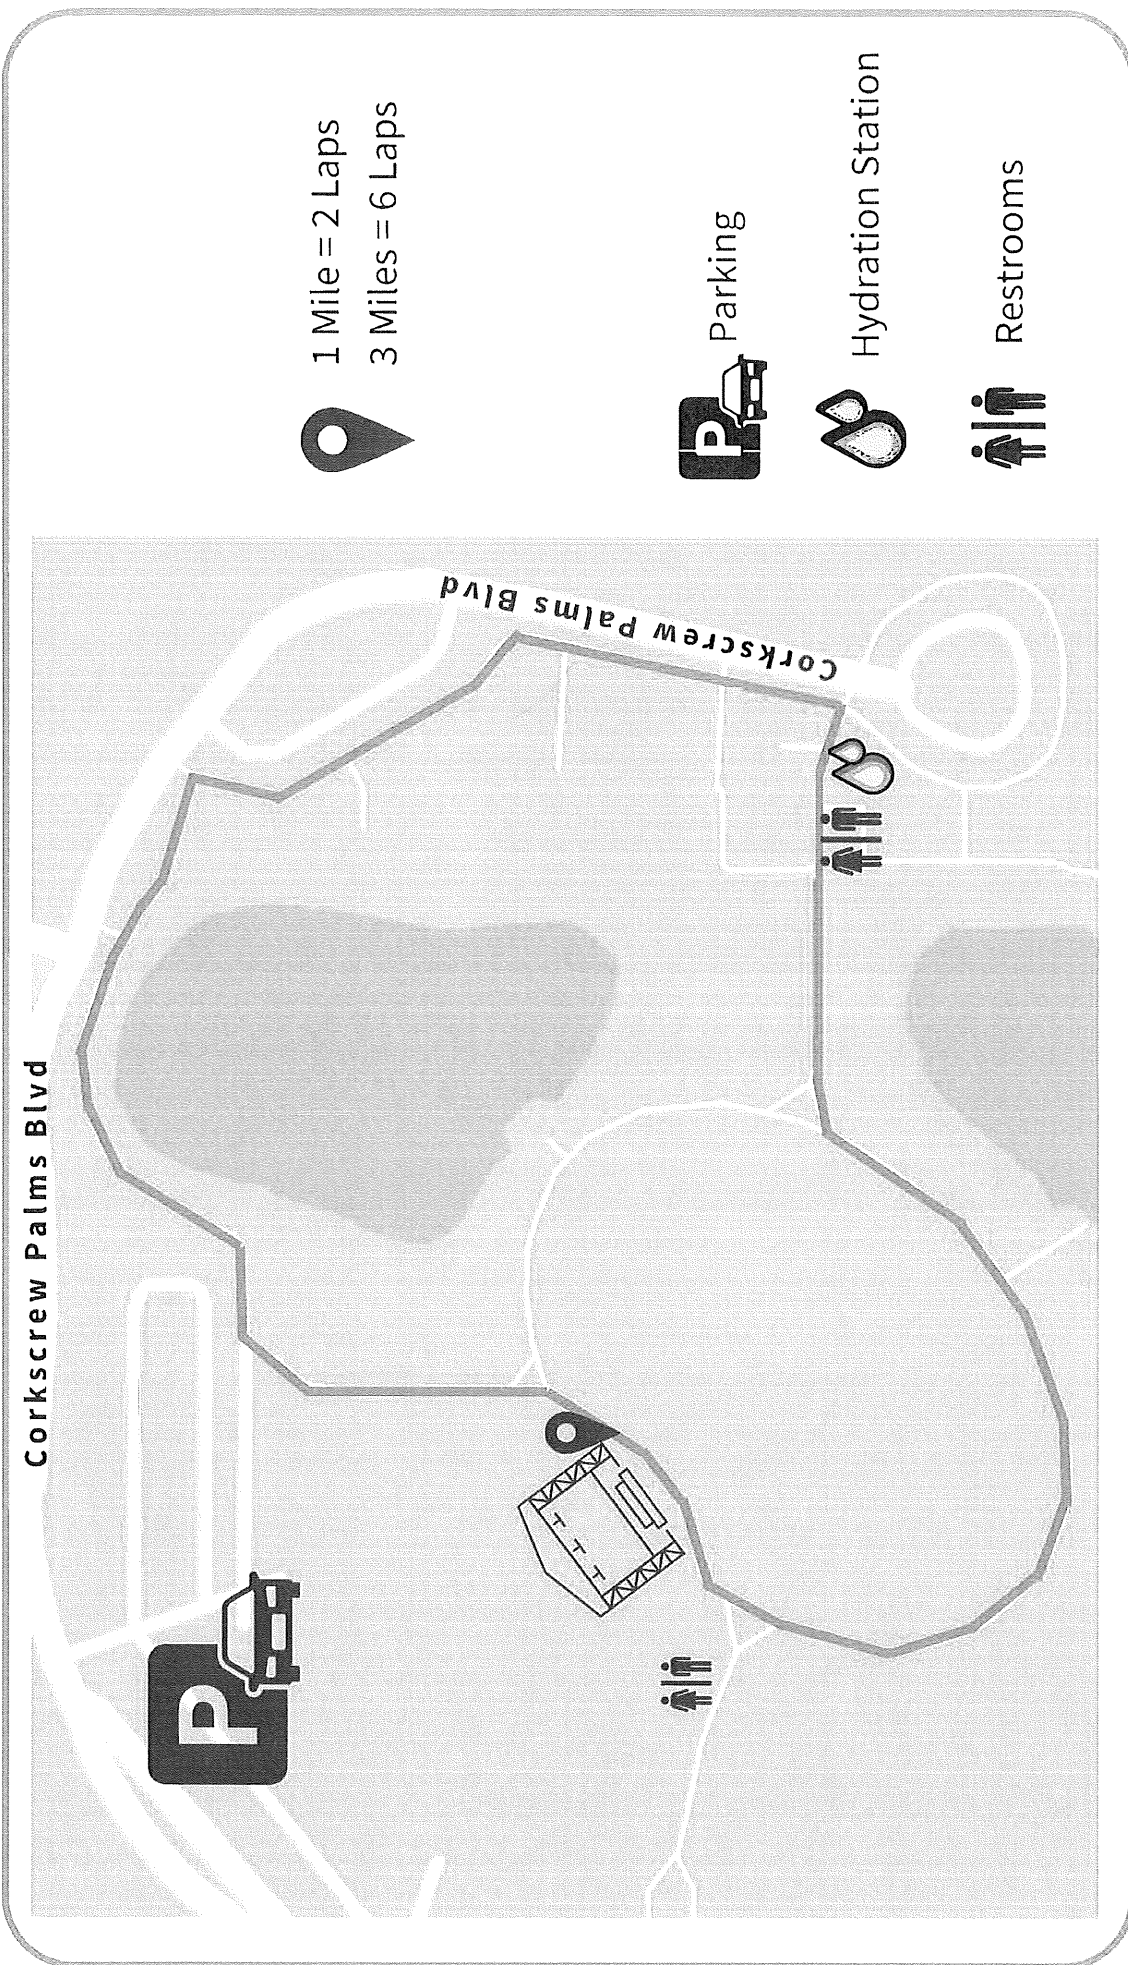 Corkscrew Palms Blvd
Corkscrew Palms Blvd
P
1 Mile = 2 Laps
3 Miles = 6 Laps
P
Parking
Hydration Station
Restrooms